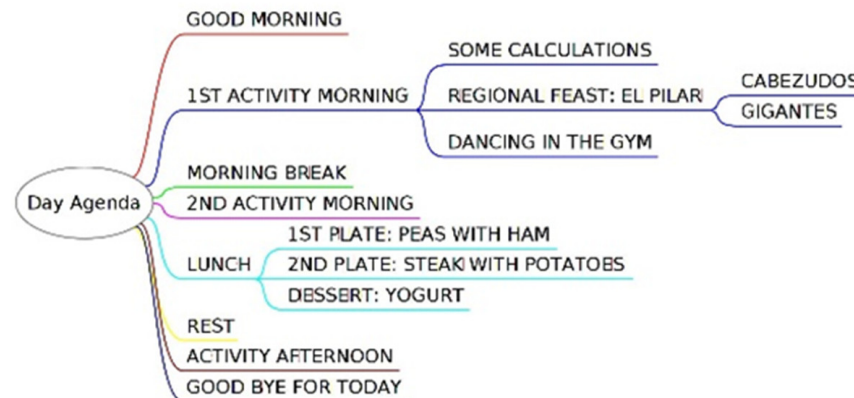 GOOD MORNING
SOME CALCULATIONS
1ST ACTIVITY MORNING
REGIONAL FEAST: EL PILAR
CABEZUDOS
GIGANTES
DANCING IN THE GYM
MORNING BREAK
Day Agenda
2ND ACTIVITY MORNING
1ST PLATE: PEAS WITH HAM
LUNCH
2ND PLATE: STEAK WITH POTATOES
DESSERT: YOGURT
REST
ACTIVITY AFTERNOON
GOOD BYE FOR TODAY